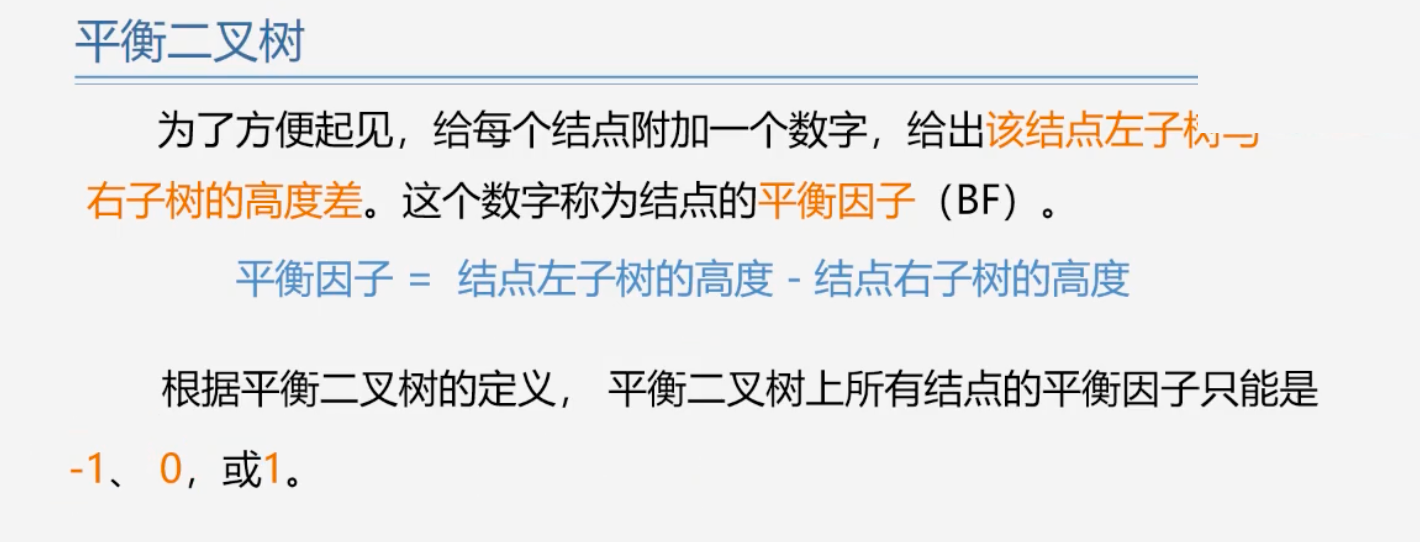 平衡二叉树
为了方便起见，给每个结点附加一个数字，给出该结点左子树与
右子树的高度差。这个数字称为结点的平衡因子（BF）。
平衡因子 = 结点左子树的高度 - 结点右子树的高度
根据平衡二叉树的定义， 平衡二叉树上所有结点的平衡因子只能是
-1、 0，或1。